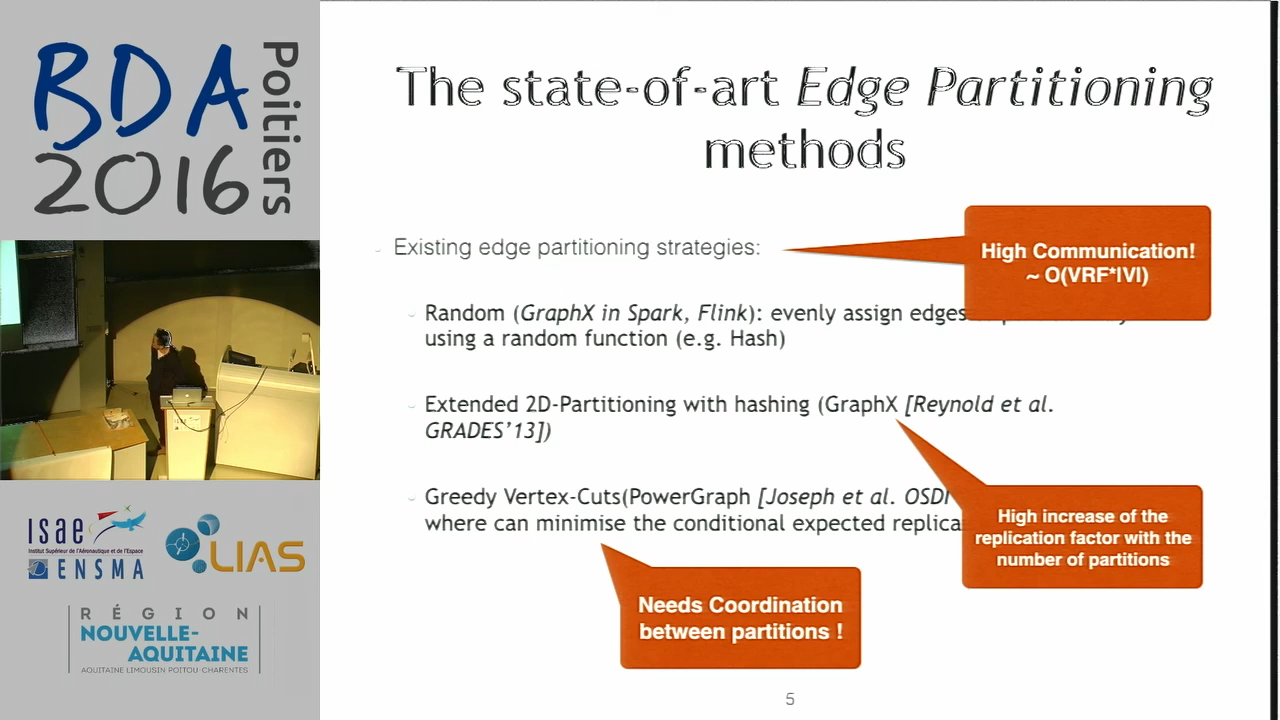 BDA
2016
Poitiers
The state-of-art Edge Partitioning
methods
Existing edge partitioning strategies:
High Communication!
~ O(VRF*|V|)
Random (GraphX in Spark, Flink): evenly assign edges
using a random function (e.g. Hash)
Extended 2D-Partitioning with hashing (GraphX [Reynold et al.
GRADES'13])
Greedy Vertex-Cuts(PowerGraph [Joseph et al. OSDI
where can minimise the conditional expected
High increase of the
replication factor with the
number of partitions
Needs Coordination
between partitions !
5
isae
Institut Supérieur de l'Aéronautique et de l'Espace
ENSMA
LIAS
RÉGION
NOUVELLE-
AQUITAINE
AQUITAINE LIMOUSIN POITOU-CHARENTES